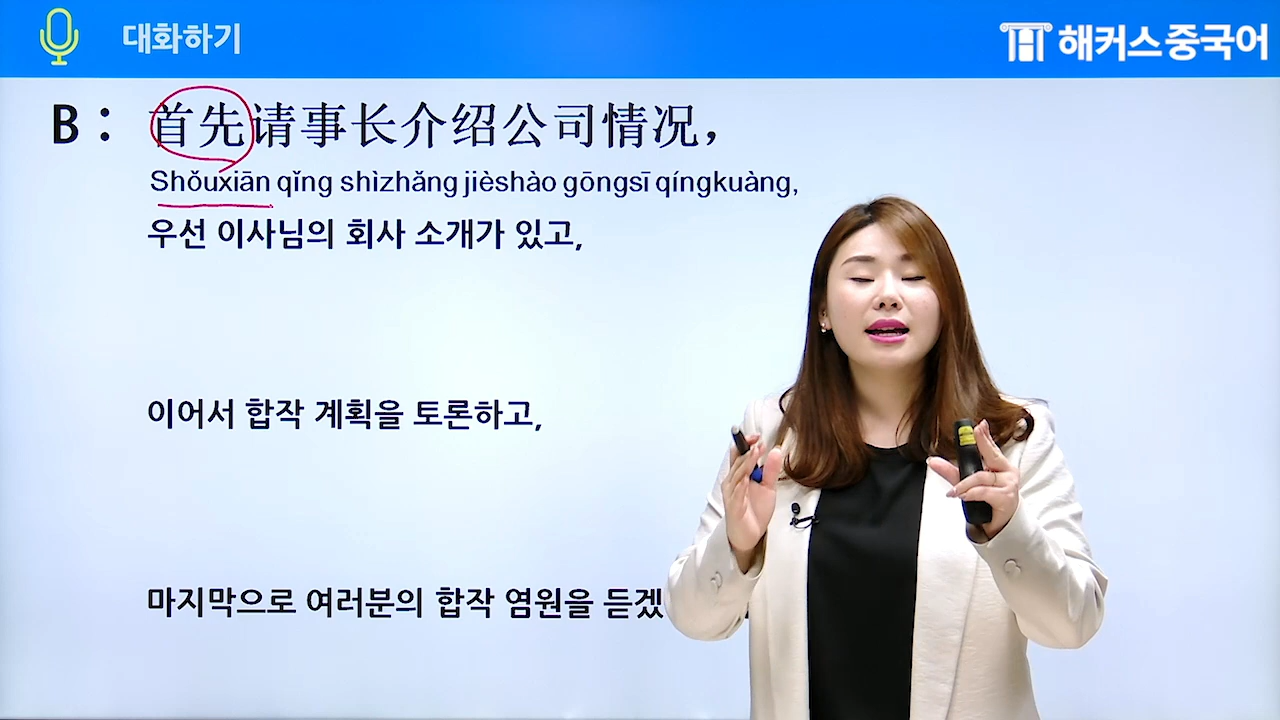 대화하기
해커스중국어
B : 首先请事长介绍公司情况，
Shǒuxiān qǐng shìzhǎng jièshào gōngsī qíngkuàng,
우선 이사님의 회사 소개가 있고,
이어서 합작 계획을 토론하고,
마지막으로 여러분의 합작 염원을 듣겠